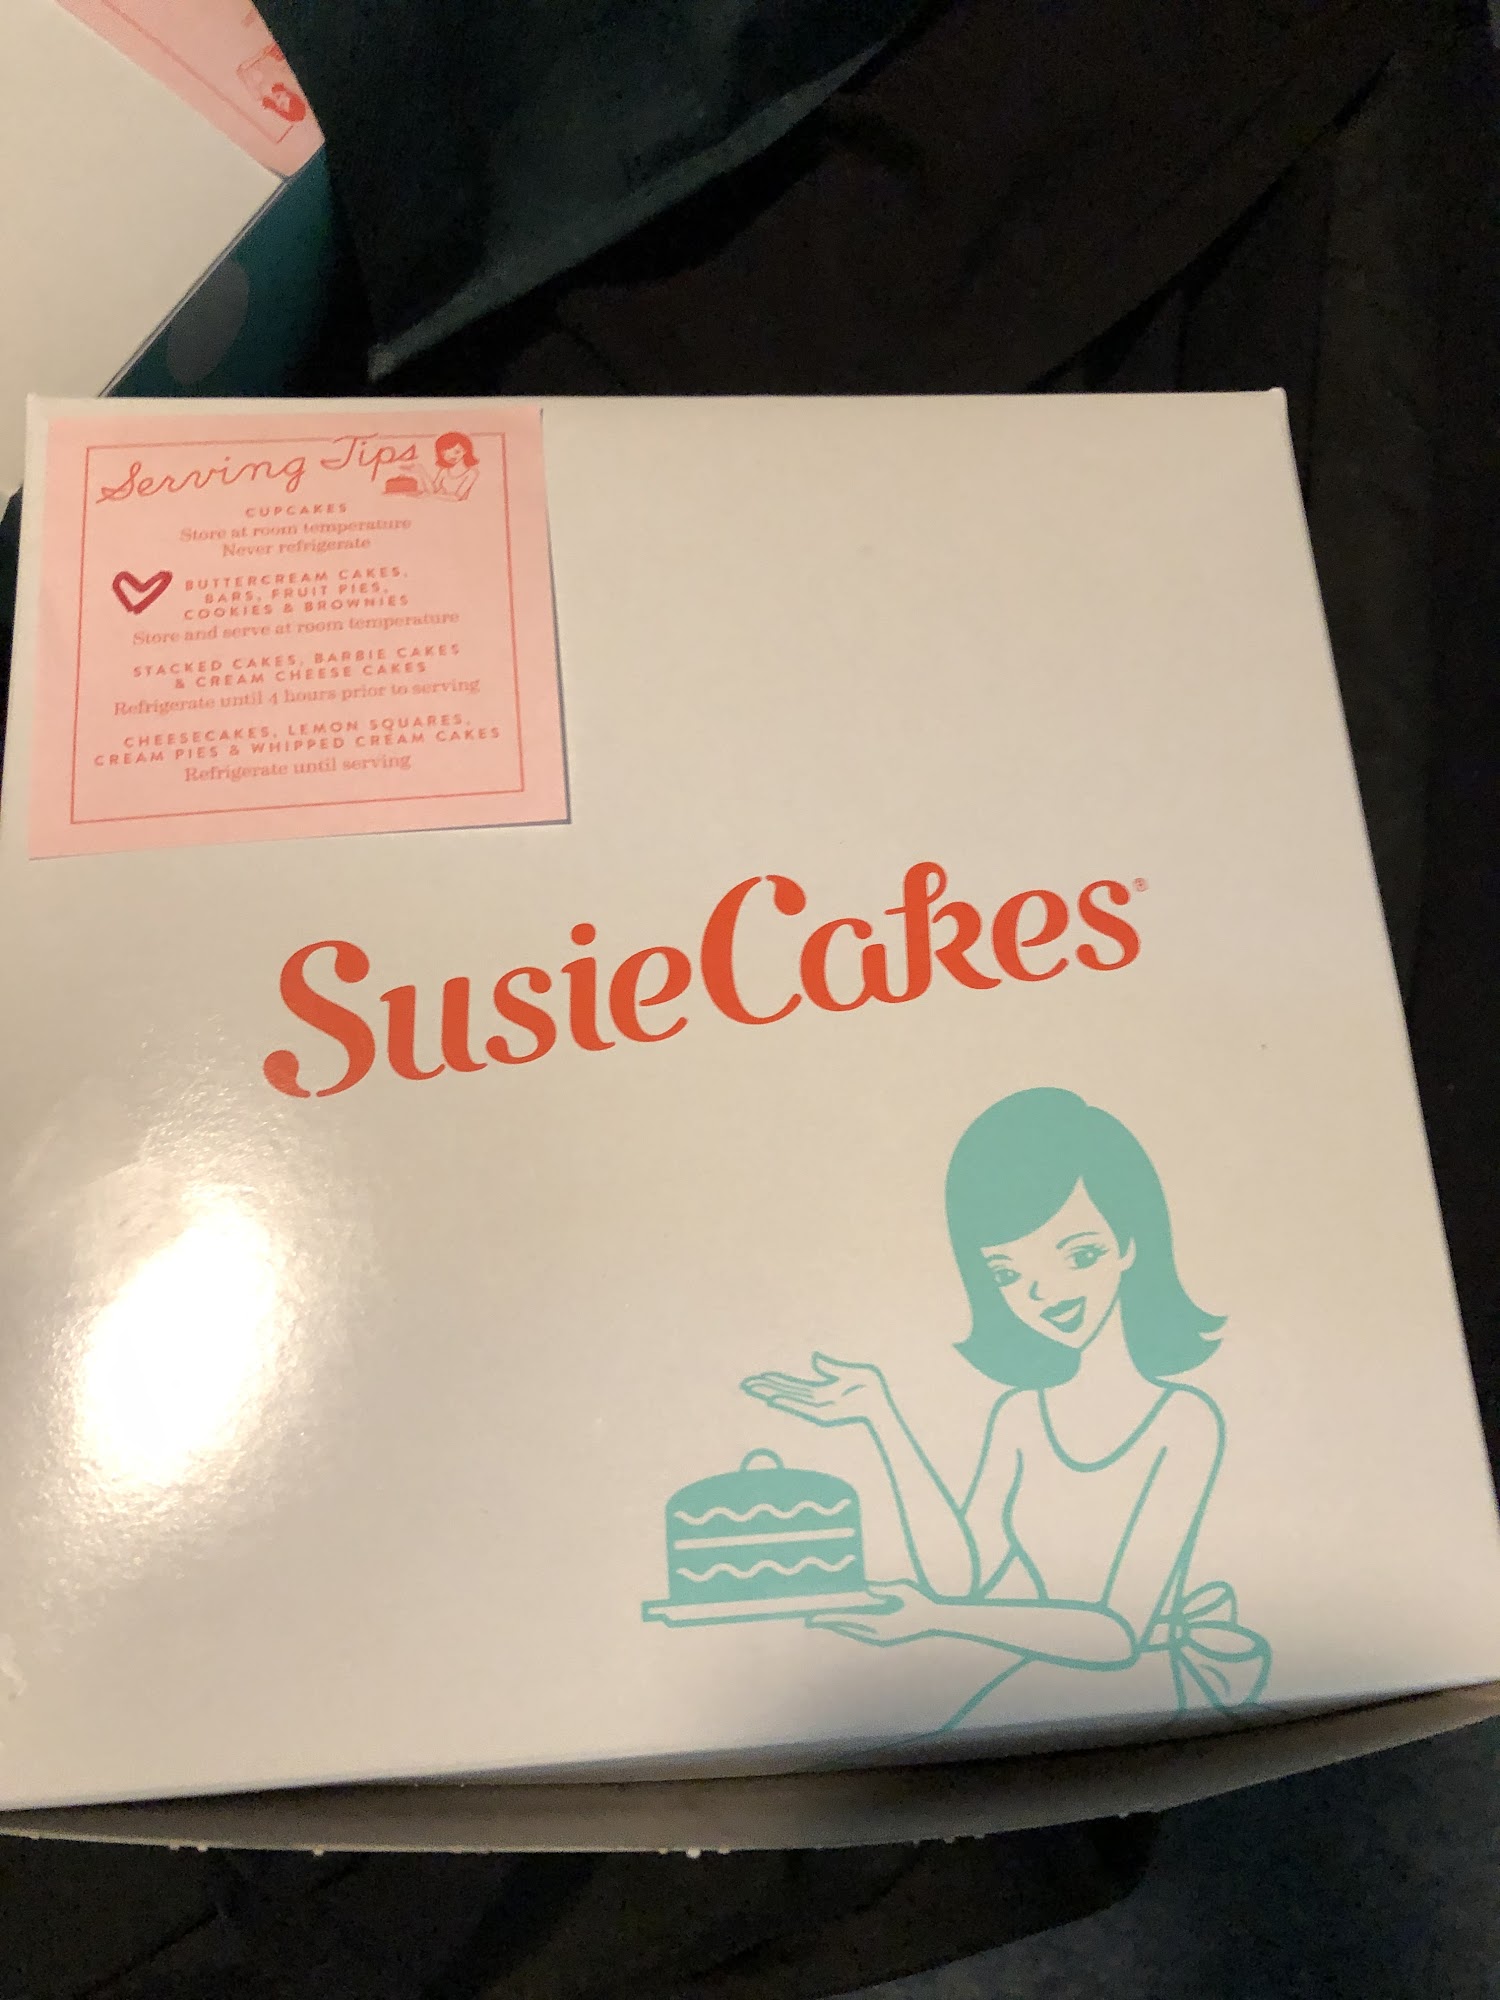 Serving Tips
CUPCAKES
Store at room temperature
Never refrigerate
BUTTERCREAM CAKES,
BARS, FRUIT PIES,
COOKIES & BROWNIES
Store and serve at room temperature
STACKED CAKES, BARBIE CAKES
& CREAM CHEESE CAKES
Refrigerate until 4 hours prior to serving
CHEESECAKES, LEMON SQUARES,
CREAM PIES & WHIPPED CREAM CAKES
Refrigerate until serving
SusieCakes®